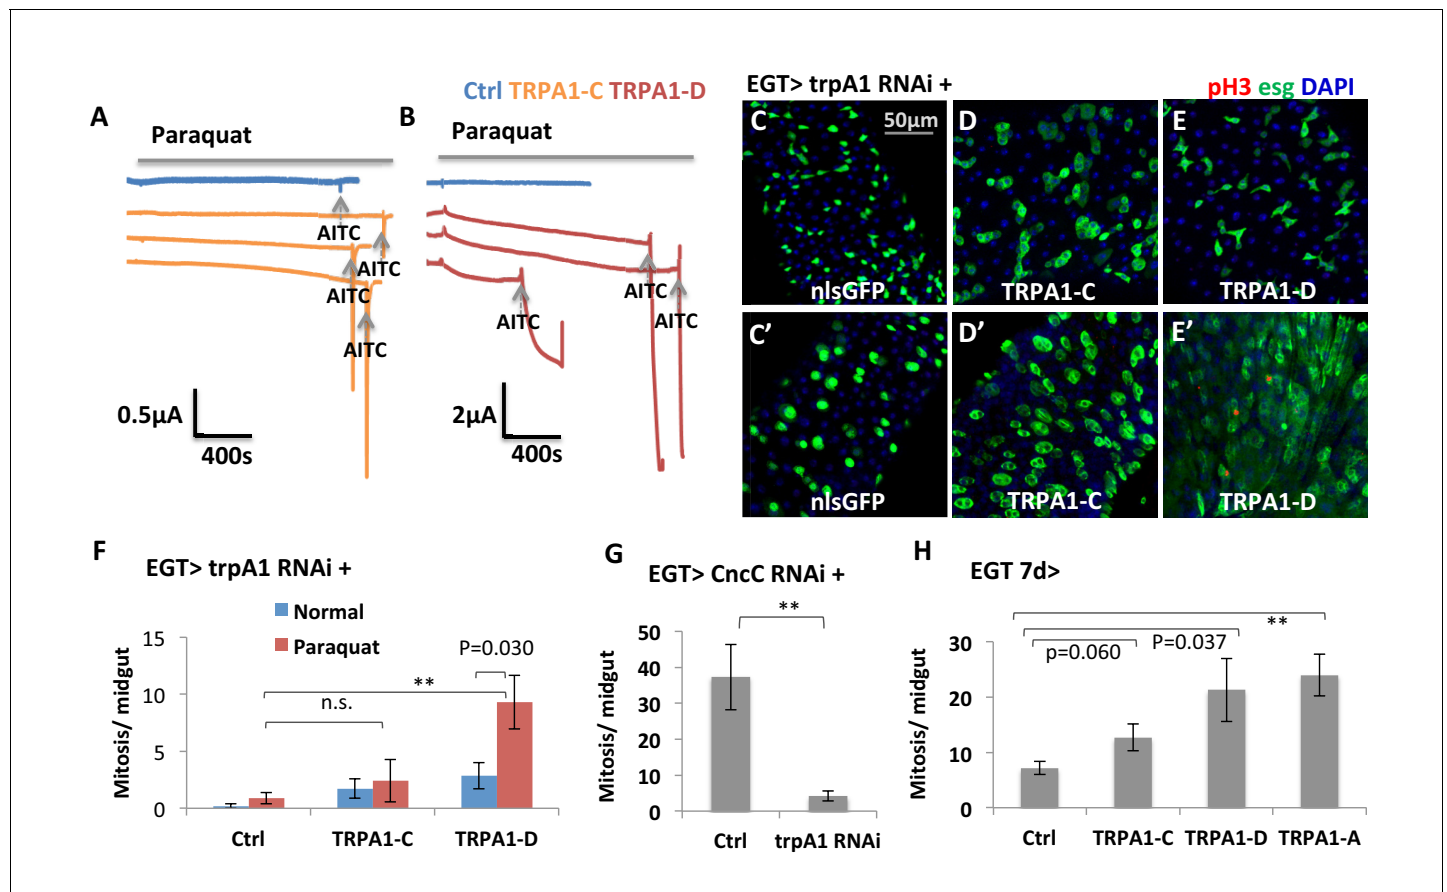 Ctrl TRPA1-C TRPA1-D
A
Paraquat
AITC
AITC
AITC
AITC
0.5µA
400s
B
Paraquat
AITC
AITC
AITC
2µA
400s
EGT> trpA1 RNAi +
pH3 esg DAPI
C
50µm
nlsGFP
D
TRPA1-C
E
TRPA1-D
C’
nlsGFP
D’
TRPA1-C
E’
TRPA1-D
F
EGT> trpA1 RNAi +
Normal
Paraquat
Mitosis/ midgut
15
10
5
0
P=0.030
**
n.s.
Ctrl
TRPA1-C
TRPA1-D
G
EGT> CncC RNAi +
**
Mitosis/ midgut
50
40
30
20
10
0
Ctrl
trpA1 RNAi
H
EGT 7d>
**
P=0.037
p=0.060
Mitosis/ midgut
30
20
10
0
Ctrl
TRPA1-C
TRPA1-D
TRPA1-A